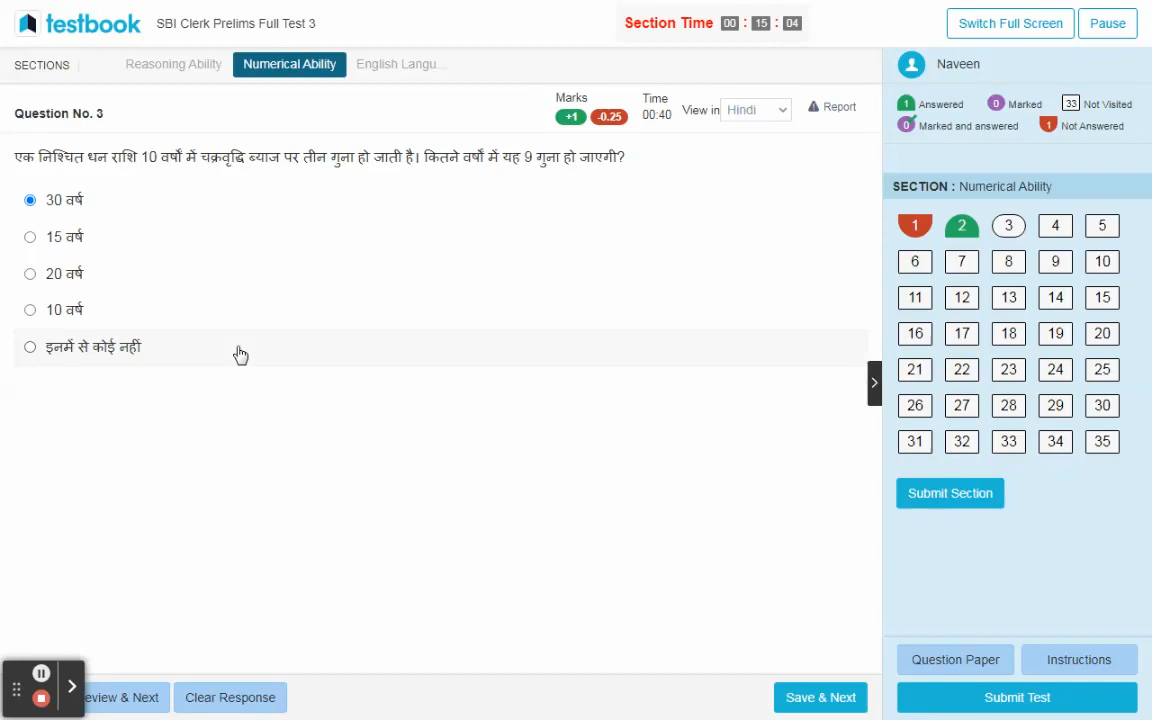 testbook SBI Clerk Prelims Full Test 3 Section Time 00 : 15 : 04 Switch Full Screen Pause
SECTIONS Reasoning Ability Numerical Ability English Langu...
Naveen
Question No. 3 Marks +1 -0.25 Time 00:40 View in Hindi Report
1 Answered 0 Marked 33 Not Visited
0 Marked and answered 1 Not Answered
एक निश्चित धन राशि 10 वर्षों में चक्रवृद्धि ब्याज पर तीन गुना हो जाती है। कितने वर्षों में यह 9 गुना हो जाएगी?
30 वर्ष
15 वर्ष
20 वर्ष
10 वर्ष
इनमें से कोई नहीं
SECTION : Numerical Ability
1 2 3 4 5
6 7 8 9 10
11 12 13 14 15
16 17 18 19 20
21 22 23 24 25
26 27 28 29 30
31 32 33 34 35
Submit Section
Question Paper Instructions
eview & Next Clear Response Save & Next Submit Test